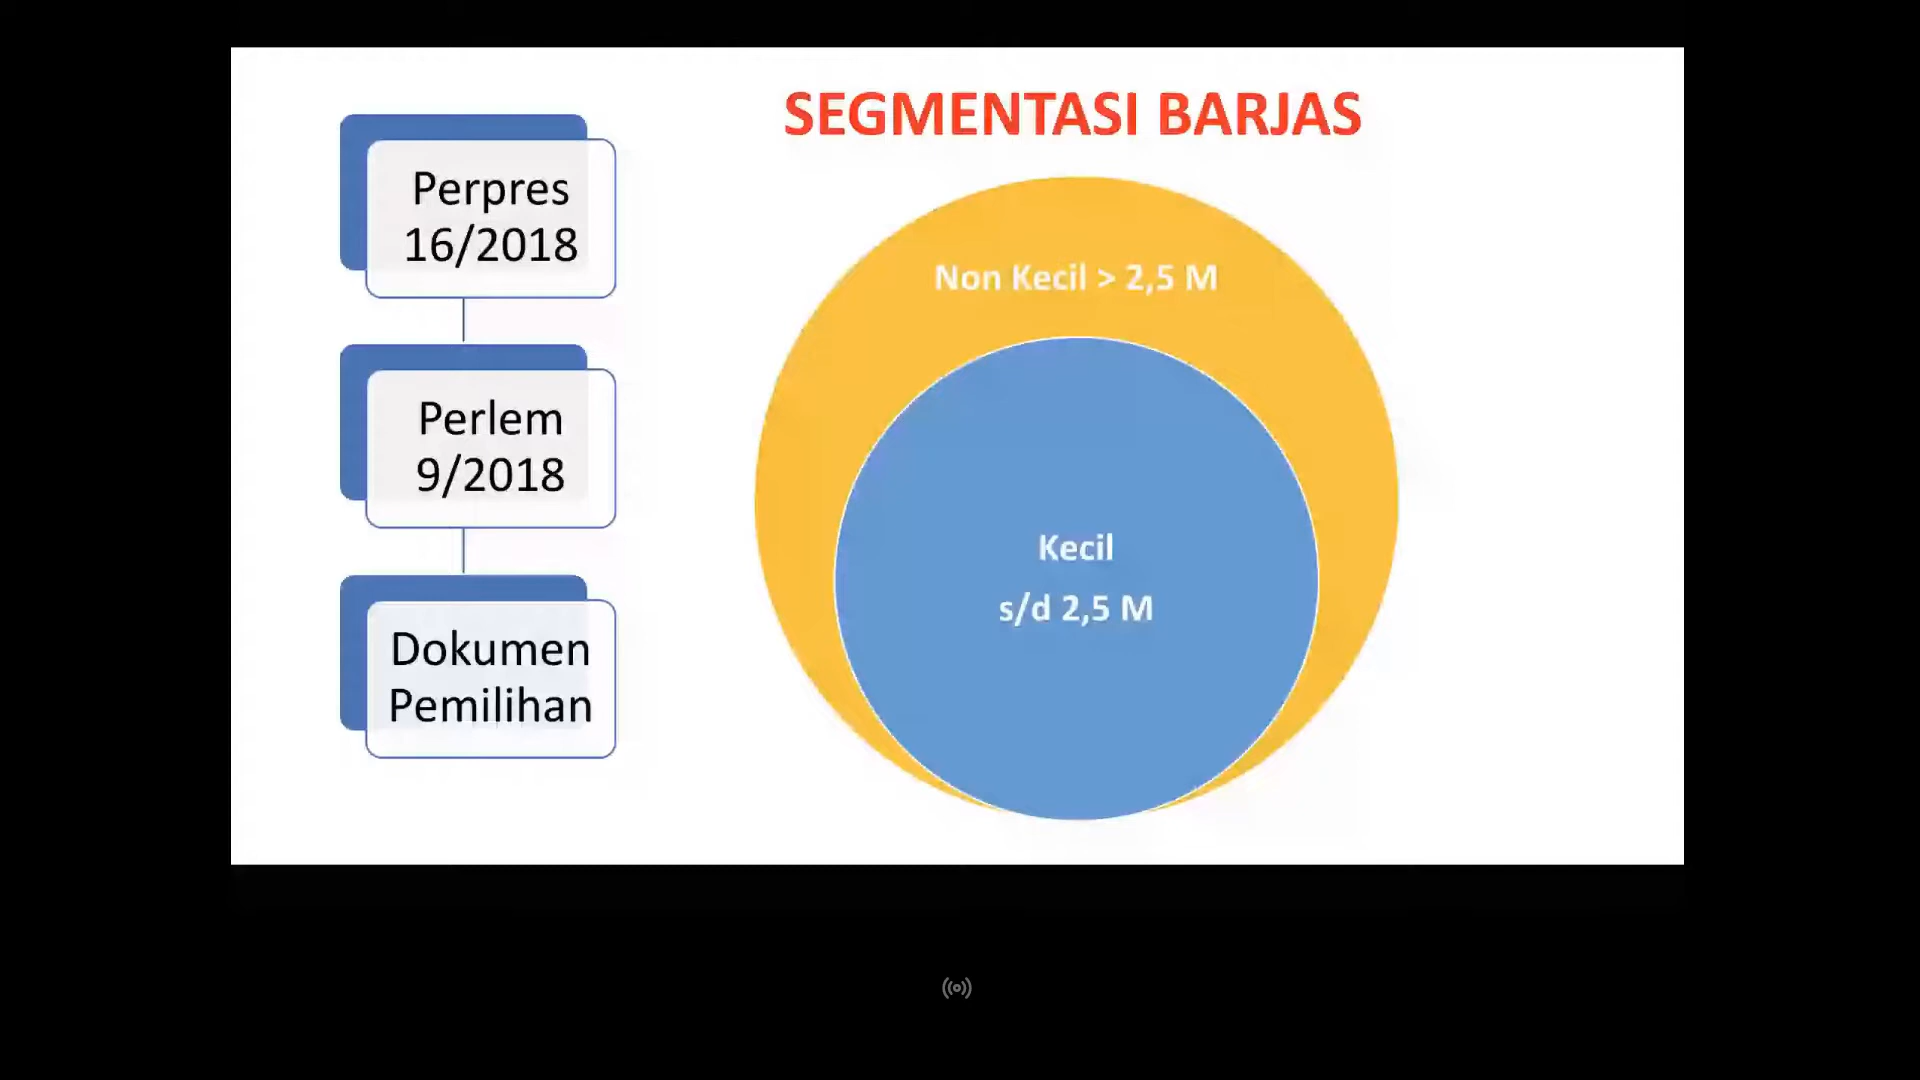 SEGMENTASI BARJAS
Perpres
16/2018
Perlem
9/2018
Dokumen
Pemilihan
Non Kecil > 2,5 M
Kecil
s/d 2,5 M